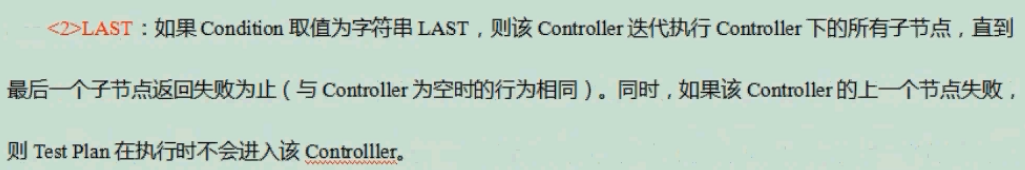 <2>LAST：如果 Condition 取值为字符串 LAST，则该 Controller 迭代执行 Controller 下的所有子节点，直到
最后一个子节点返回失败为止（与 Controller 为空时的行为相同）。同时，如果该 Controller 的上一个节点失败，
则 Test Plan 在执行时不会进入该 Controlller。